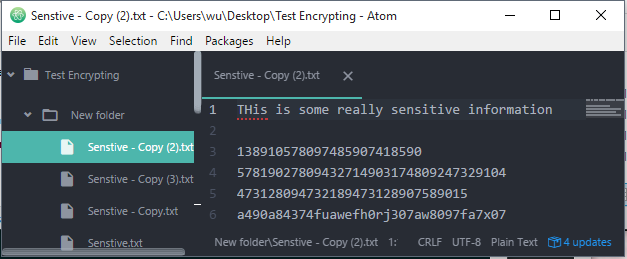 Senstive - Copy (2).txt - C:\Users\wu\Desktop\Test Encrypting - Atom
File Edit View Selection Find Packages Help
Test Encrypting
New folder
Senstive - Copy (2).txt
Senstive - Copy (3).txt
Senstive - Copy.txt
Senstive.txt
Senstive - Copy (2).txt
1 THis is some really sensitive information
2
3 138910578097485907418590
4 57819027809432714903174809247329104
5 473128094732189473128907589015
6 a490a84374fuawefh0rj307aw8097fa7x07
New folder\Senstive - Copy (2).txt 1: CRLF UTF-8 Plain Text 4 updates